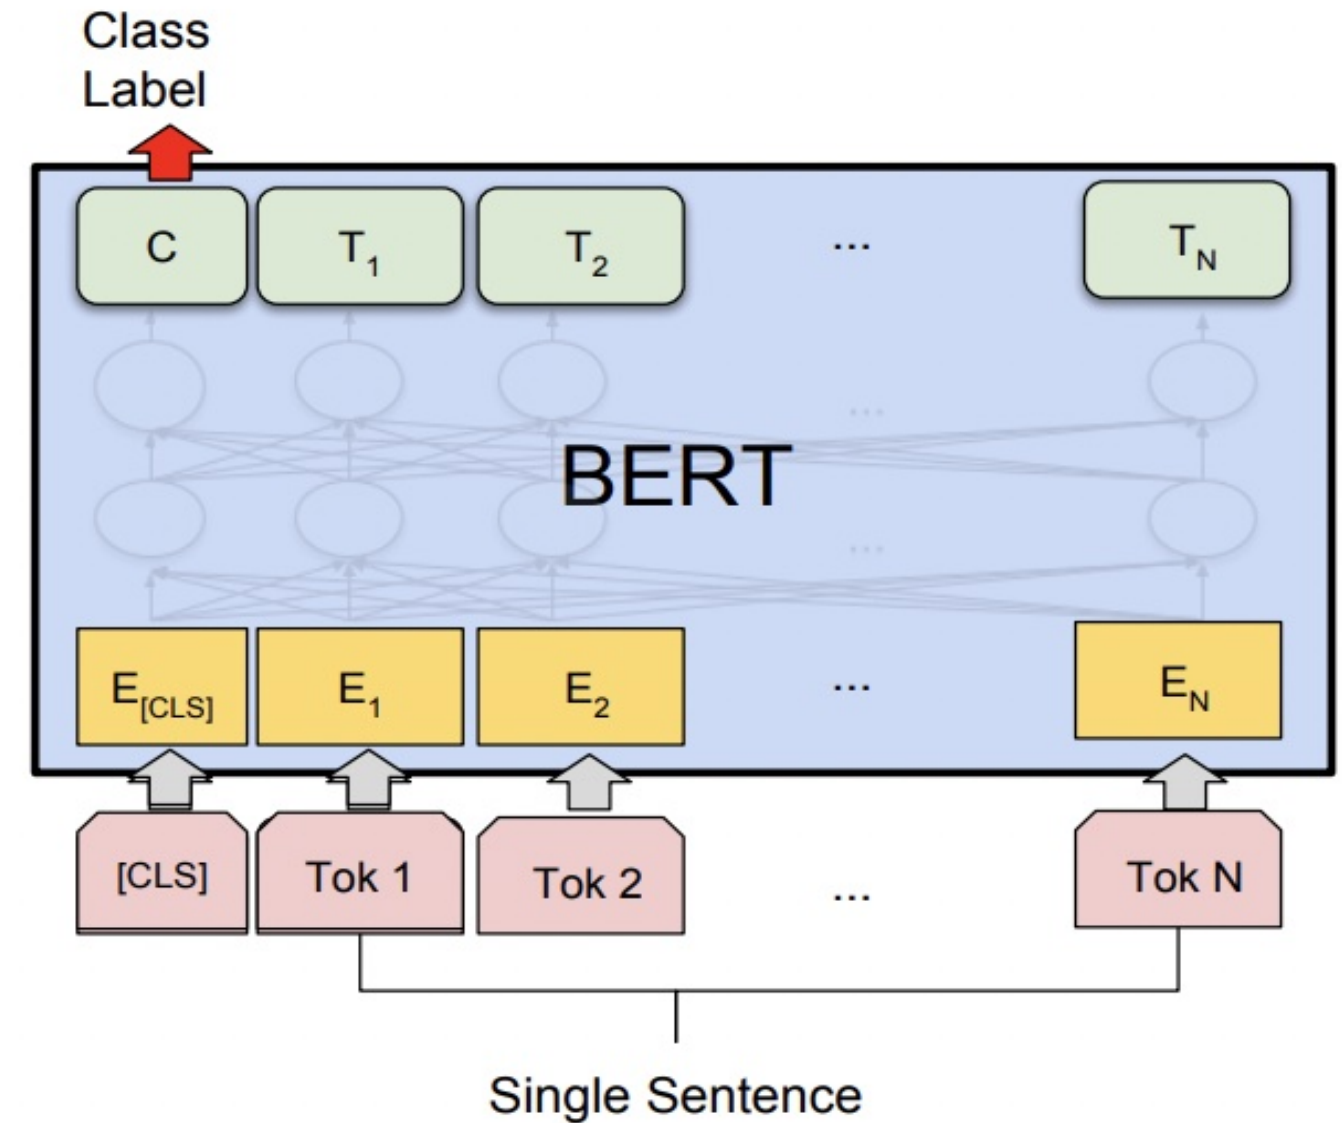 Class
Label
C T1 T2 ... TN
...
BERT
...
E[CLS] E1 E2 ... EN
[CLS] Tok 1 Tok 2 ... Tok N
Single Sentence